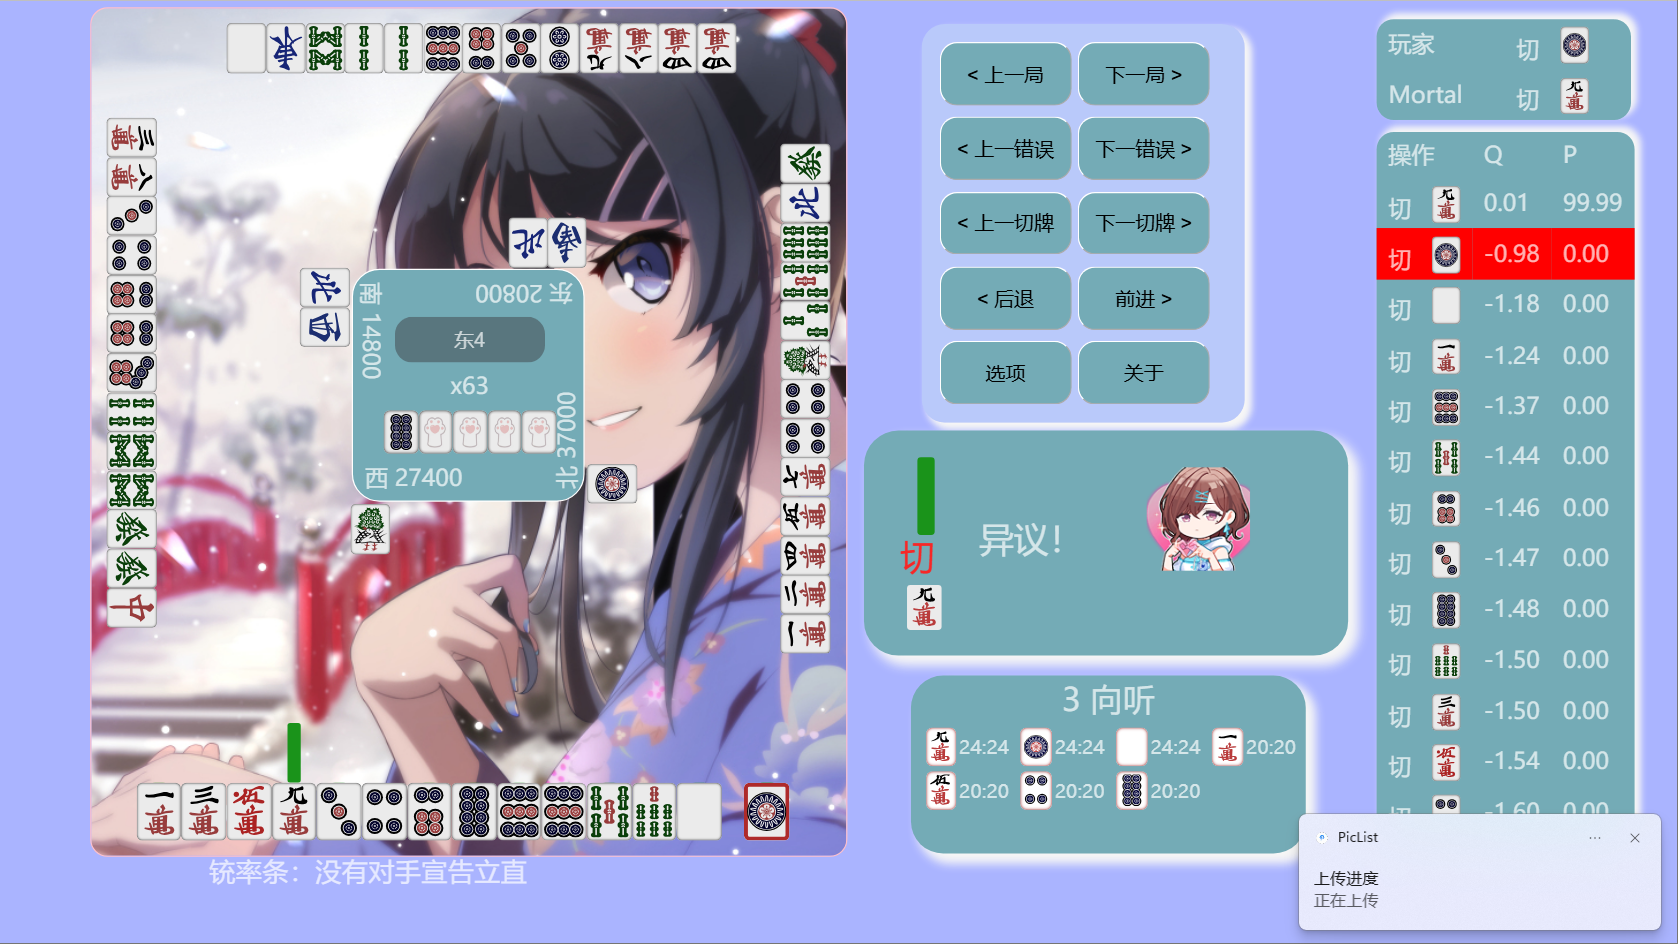 东 20800
南 14800
东4
x63
北 37000
西 27400
铳率条：没有对手宣告立直
< 上一局
下一局 >
< 上一错误
下一错误 >
< 上一切牌
下一切牌 >
< 后退
前进 >
选项
关于
切
异议！
3 向听
24:24
24:24
24:24
20:20
20:20
20:20
20:20
玩家 切
Mortal 切
操作 Q P
切 0.01 99.99
切 -0.98 0.00
切 -1.18 0.00
切 -1.24 0.00
切 -1.37 0.00
切 -1.44 0.00
切 -1.46 0.00
切 -1.47 0.00
切 -1.48 0.00
切 -1.50 0.00
切 -1.50 0.00
切 -1.54 0.00
切 -1.60 0.00
PicList
上传进度
正在上传